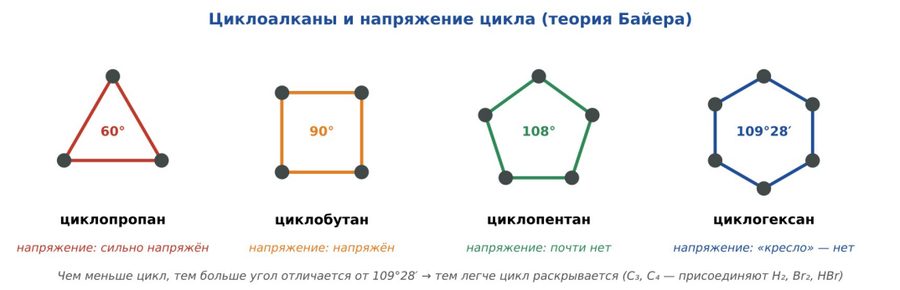 Циклоалканы и напряжение цикла (теория Байера)
60° 90° 108° 109°28′
циклопропан циклобутан циклопентан циклогексан
напряжение: сильно напряжён напряжение: напряжён напряжение: почти нет напряжение: «кресло» — нет
Чем меньше цикл, тем больше угол отличается от 109°28′ → тем легче цикл раскрывается (C₃, C₄ — присоединяют H₂, Br₂, HBr)